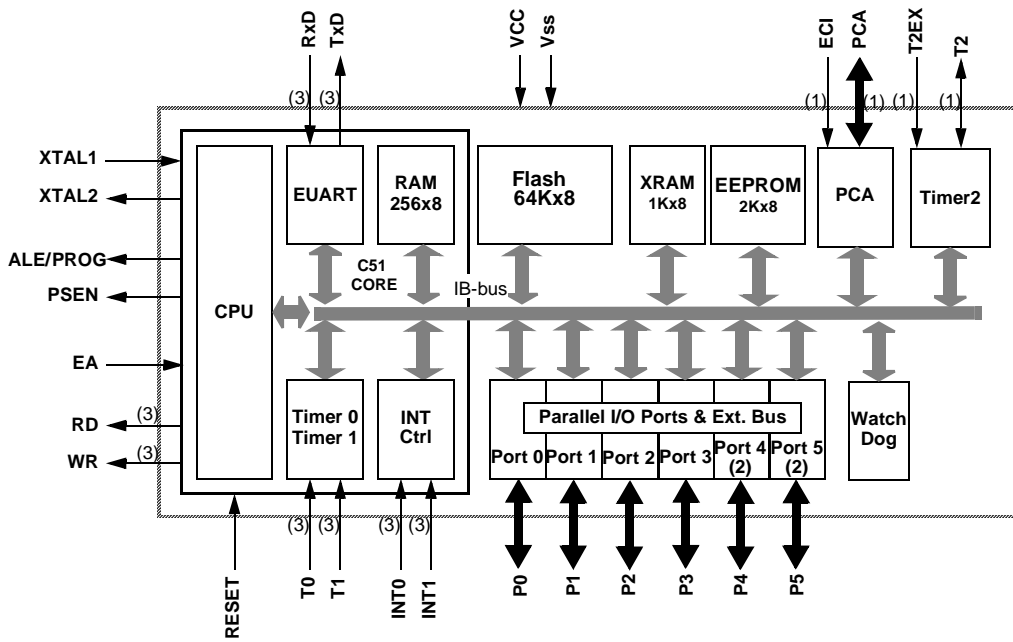 RxD
TxD
VCC
Vss
ECI
PCA
T2EX
T2
(3)
(3)
(1)
(1)
(1)
(1)
XTAL1
XTAL2
ALE/PROG
PSEN
EA
RD
(3)
WR
(3)
CPU
EUART
RAM
256x8
C51
CORE
IB-bus
Flash
64Kx8
XRAM
1Kx8
EEPROM
2Kx8
PCA
Timer2
Timer 0
Timer 1
INT
Ctrl
Parallel I/O Ports & Ext. Bus
Port 0
Port 1
Port 2
Port 3
Port 4
(2)
Port 5
(2)
Watch
Dog
(3)
(3)
(3)
(3)
RESET
T0
T1
INT0
INT1
P0
P1
P2
P3
P4
P5